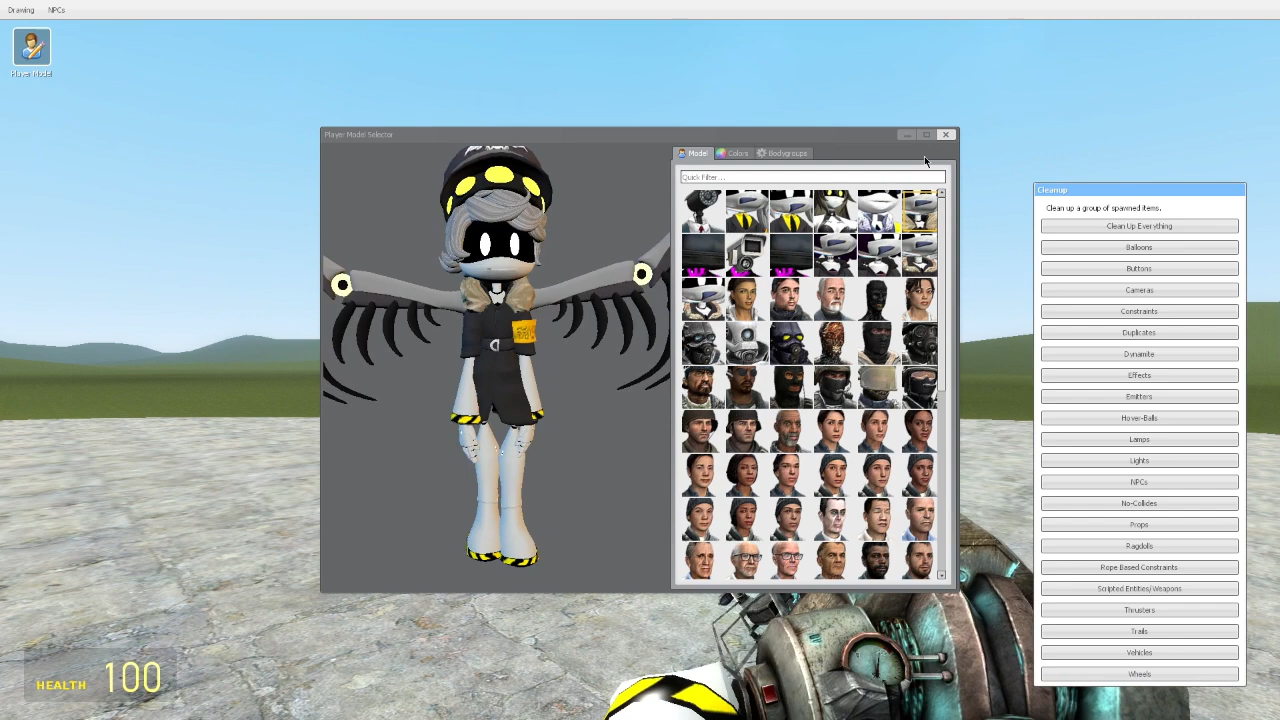 Drawing NPCs
Player Model
Player Model Selector
Model Colors Bodygroups
Quick Filter ...
Cleanup
Clean up a group of spawned items.
Clean Up Everything
Balloons
Buttons
Cameras
Constraints
Duplicates
Dynamite
Effects
Emitters
Hover-Balls
Lamps
Lights
NPCs
No-Collides
Props
Ragdolls
Rope Based Constraints
Scripted Entities/Weapons
Thrusters
Trails
Vehicles
Wheels
HEALTH 100